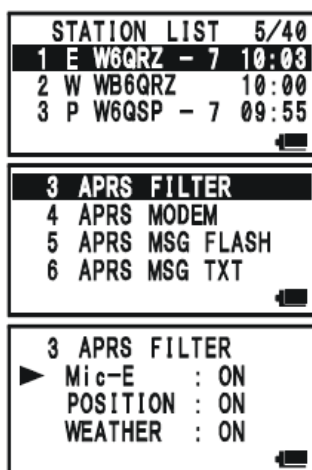 STATION LIST 5/40
1 E W6QRZ - 7 10:03
2 W WB6QRZ 10:00
3 P W6QSP - 7 09:55
3 APRS FILTER
4 APRS MODEM
5 APRS MSG FLASH
6 APRS MSG TXT
3 APRS FILTER
Mic-E : ON
POSITION : ON
WEATHER : ON